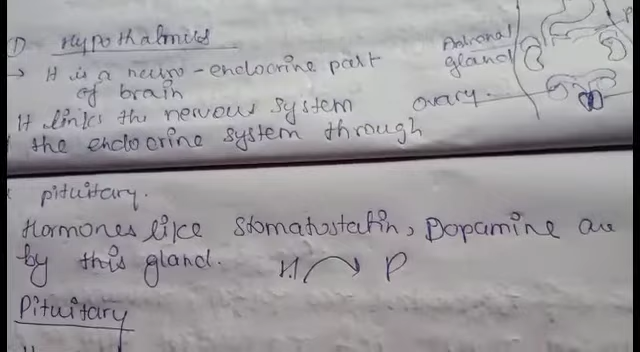 1) Hypothalmus
→ It is a neuro-endocrine part
of brain
It links the nervous system
the endocrine system through
pituitary.
Hormones like Stomatostatin, Dopamine are
by this gland. H → P
Pituitary
Adrenal
gland
ovary